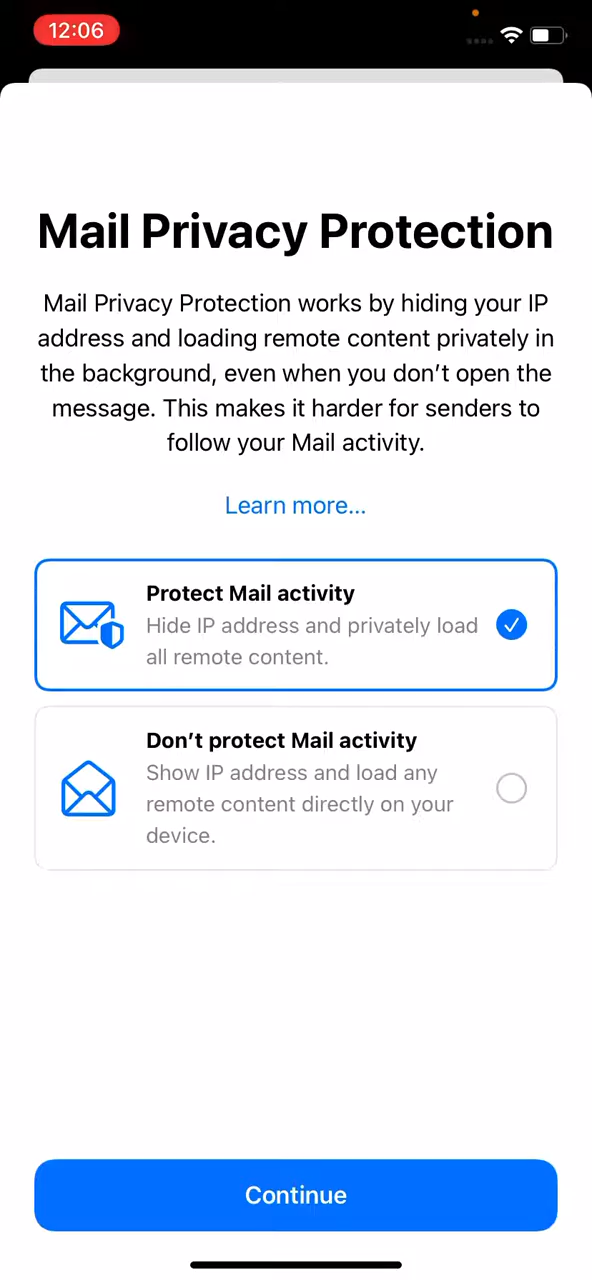 12:06
Mail Privacy Protection
Mail Privacy Protection works by hiding your IP
address and loading remote content privately in
the background, even when you don’t open the
message. This makes it harder for senders to
follow your Mail activity.
Learn more...
Protect Mail activity
Hide IP address and privately load
all remote content.
Don’t protect Mail activity
Show IP address and load any
remote content directly on your
device.
Continue